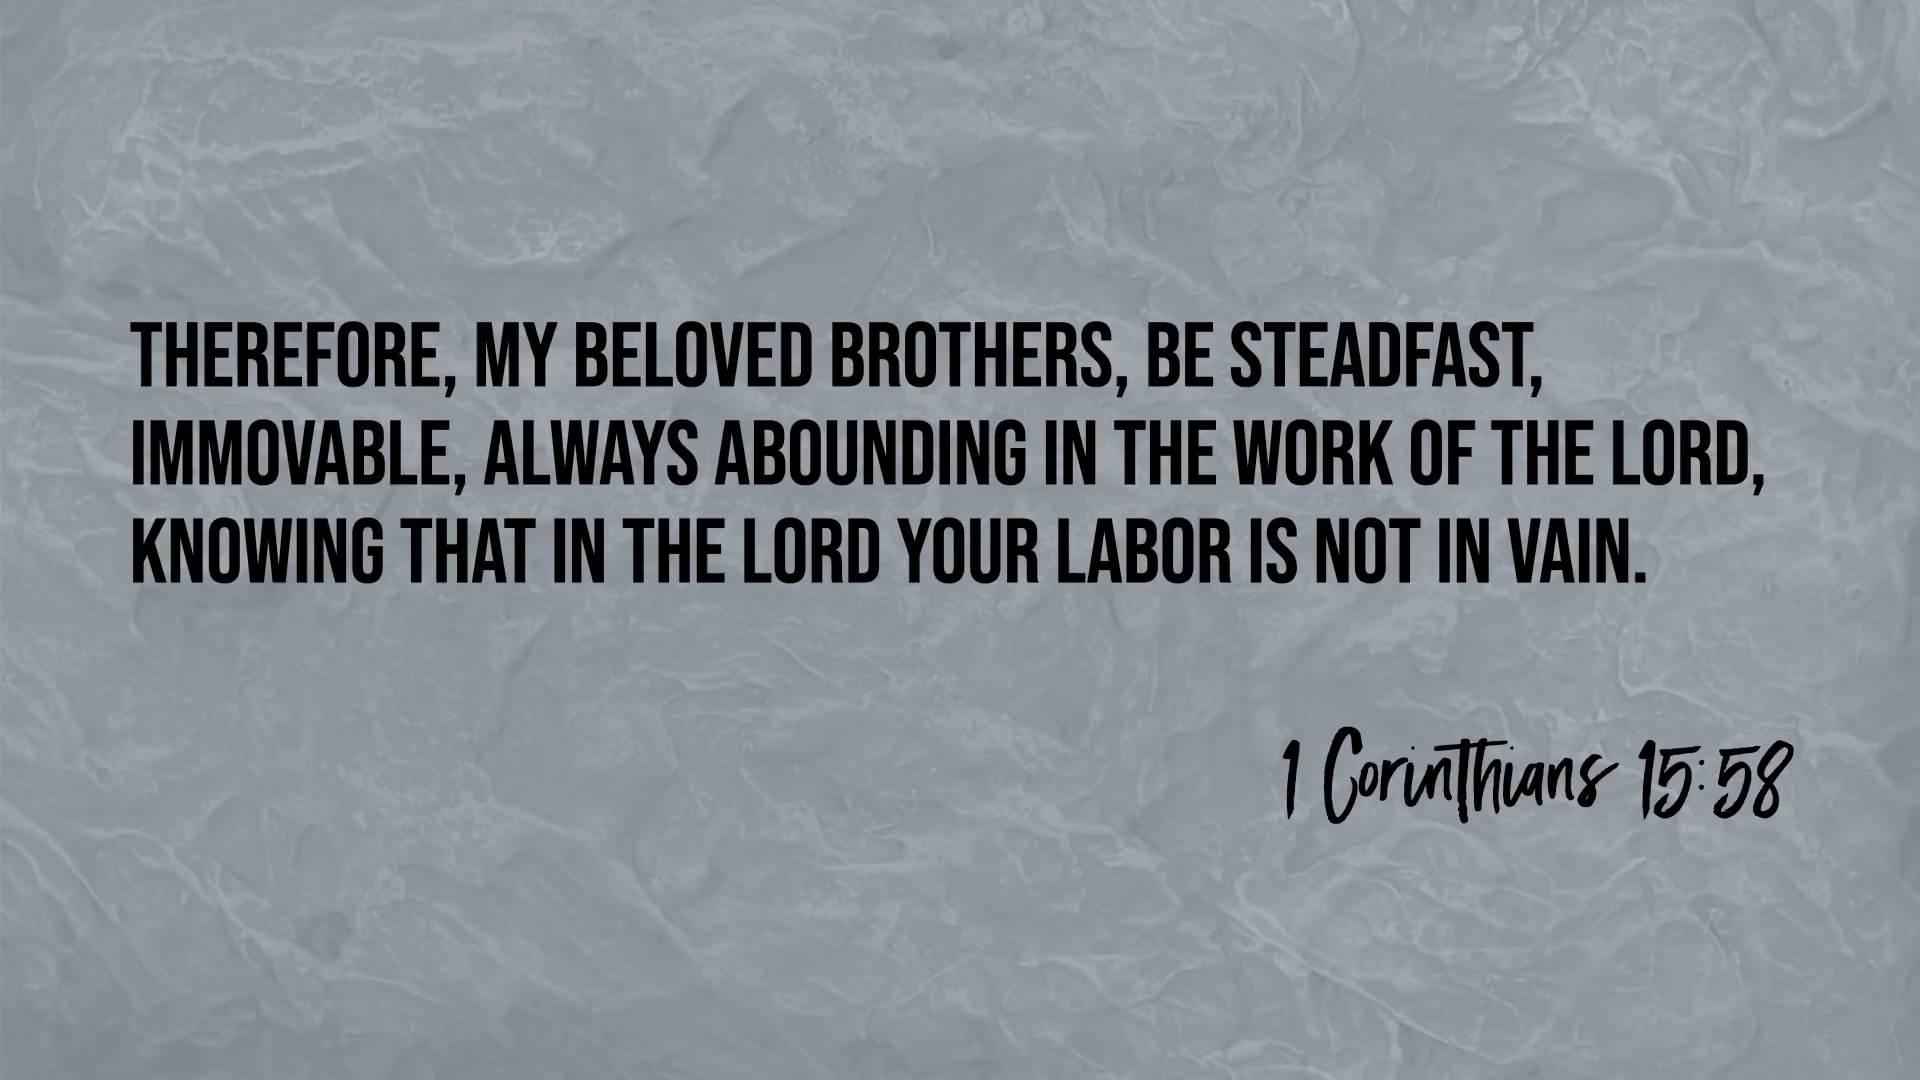 THEREFORE, MY BELOVED BROTHERS, BE STEADFAST,
IMMOVABLE, ALWAYS ABOUNDING IN THE WORK OF THE LORD,
KNOWING THAT IN THE LORD YOUR LABOR IS NOT IN VAIN.
1 Corinthians 15:58